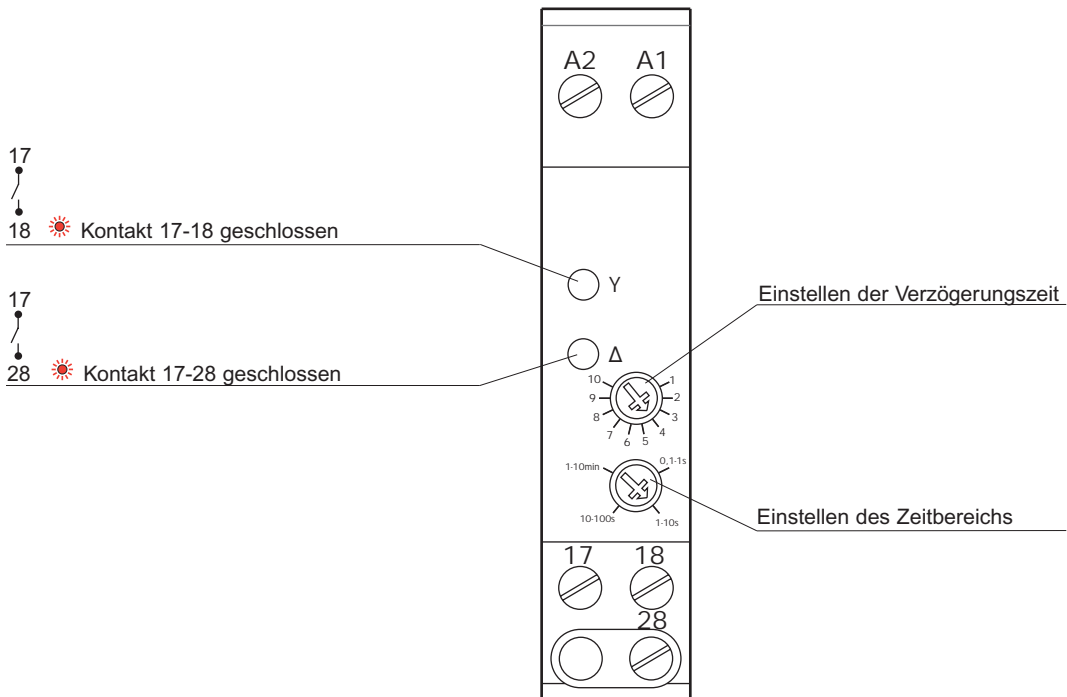 A2 A1
17
18 Kontakt 17-18 geschlossen
Y
17
28 Kontakt 17-28 geschlossen
Δ
Einstellen der Verzögerungszeit
10 1
9 2
8 3
7 6 5 4
1-10min 0,1-1s
10-100s 1-10s
Einstellen des Zeitbereichs
17 18
28